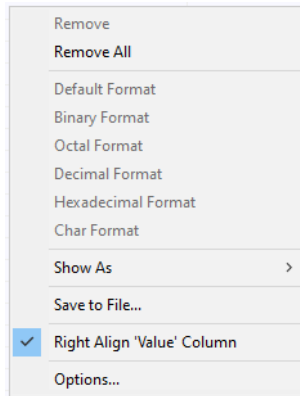 Remove
Remove All
Default Format
Binary Format
Octal Format
Decimal Format
Hexadecimal Format
Char Format
Show As
Save to File...
Right Align 'Value' Column
Options...